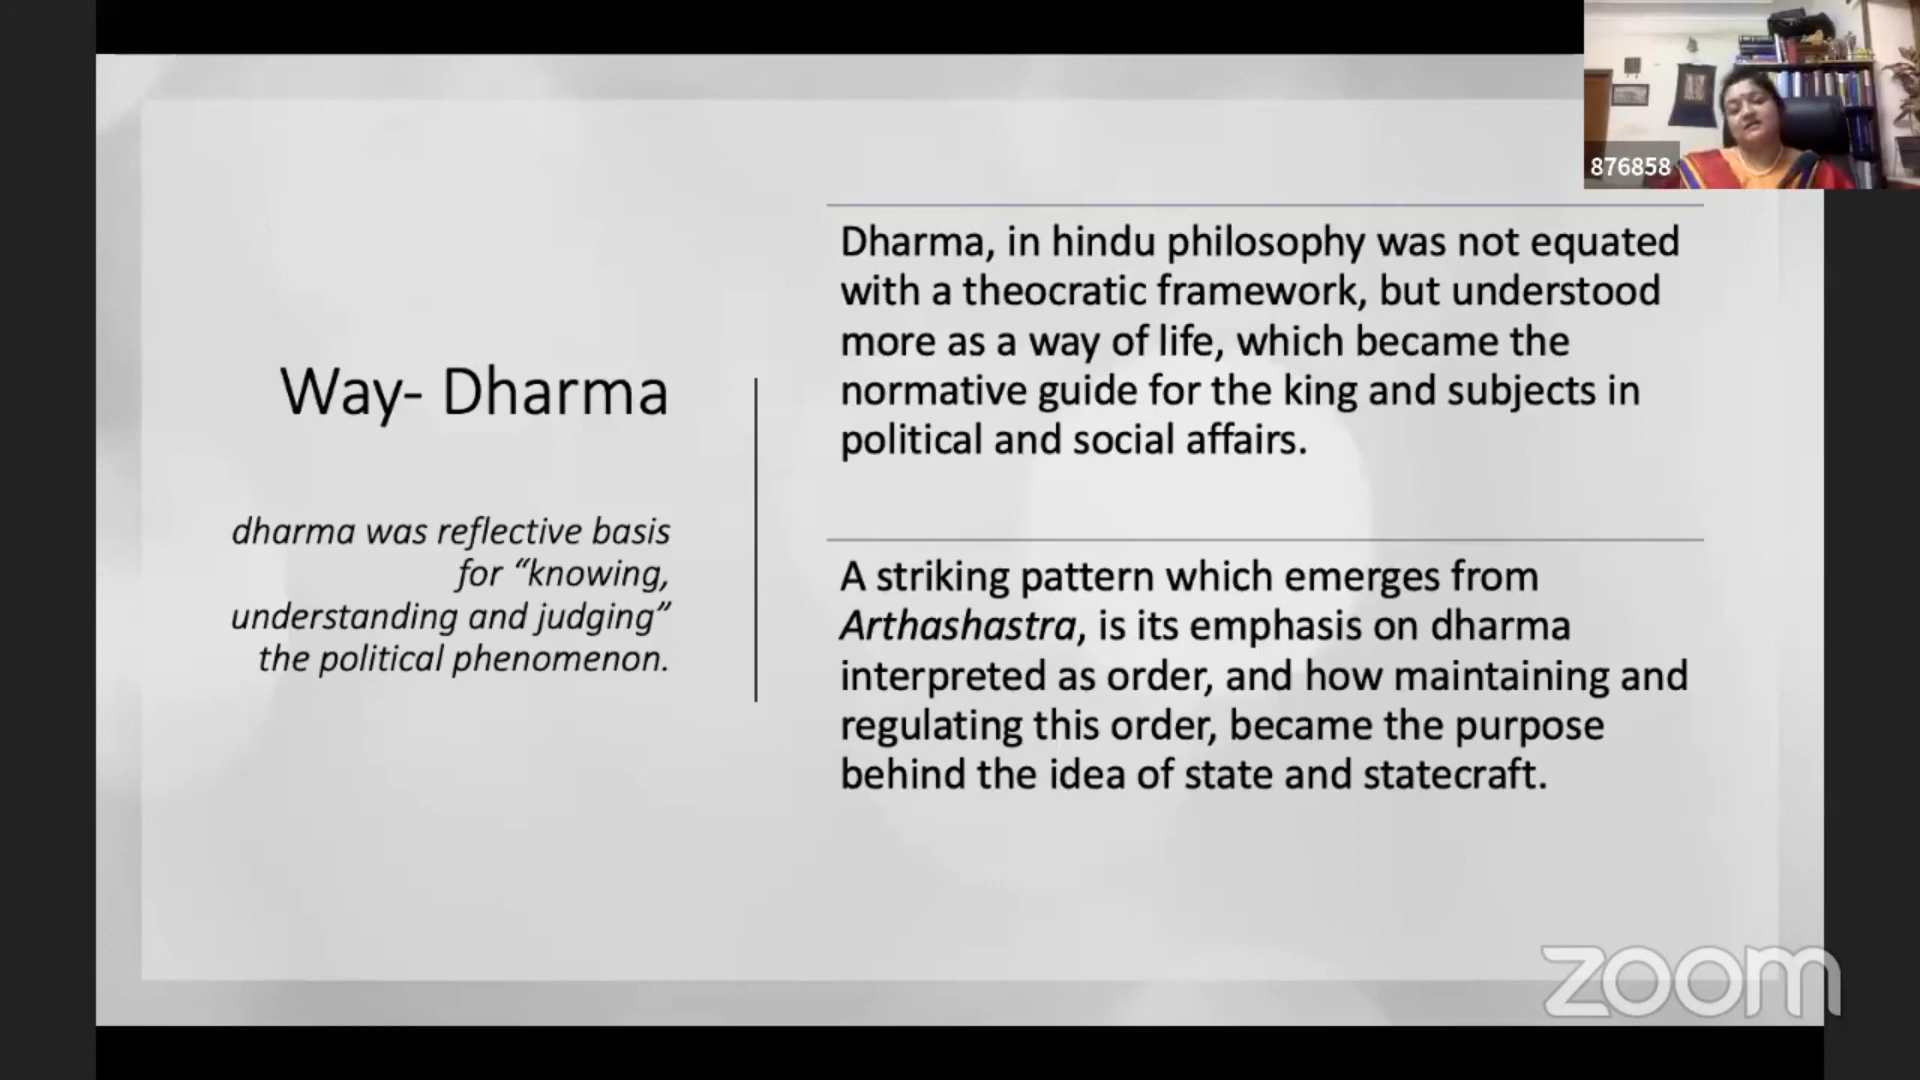 876858
Way- Dharma
dharma was reflective basis
for “knowing,
understanding and judging”
the political phenomenon.
Dharma, in hindu philosophy was not equated
with a theocratic framework, but understood
more as a way of life, which became the
normative guide for the king and subjects in
political and social affairs.
A striking pattern which emerges from
Arthashastra, is its emphasis on dharma
interpreted as order, and how maintaining and
regulating this order, became the purpose
behind the idea of state and statecraft.
zoom